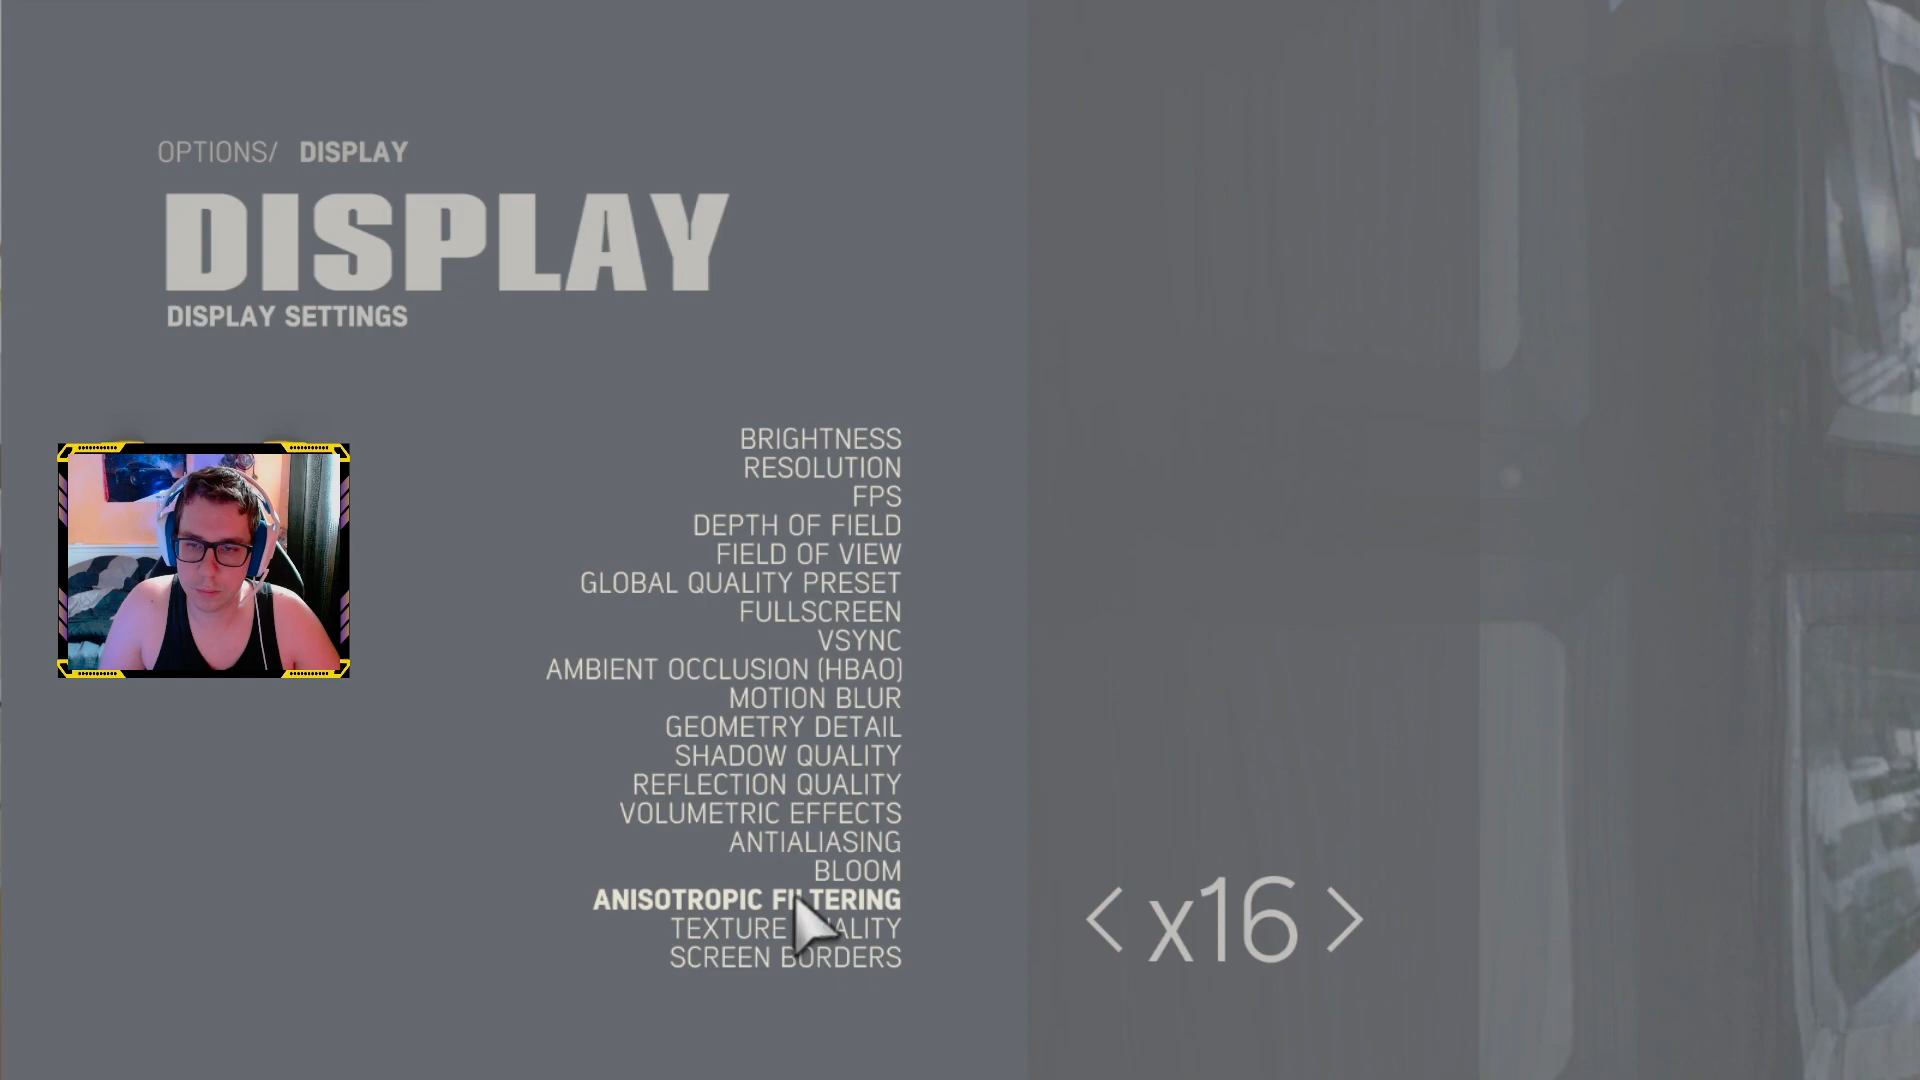 OPTIONS/ DISPLAY
DISPLAY
DISPLAY SETTINGS
BRIGHTNESS
RESOLUTION
FPS
DEPTH OF FIELD
FIELD OF VIEW
GLOBAL QUALITY PRESET
FULLSCREEN
VSYNC
AMBIENT OCCLUSION (HBAO)
MOTION BLUR
GEOMETRY DETAIL
SHADOW QUALITY
REFLECTION QUALITY
VOLUMETRIC EFFECTS
ANTIALIASING
BLOOM
ANISOTROPIC FILTERING
< x16 >
TEXTURE QUALITY
SCREEN BORDERS